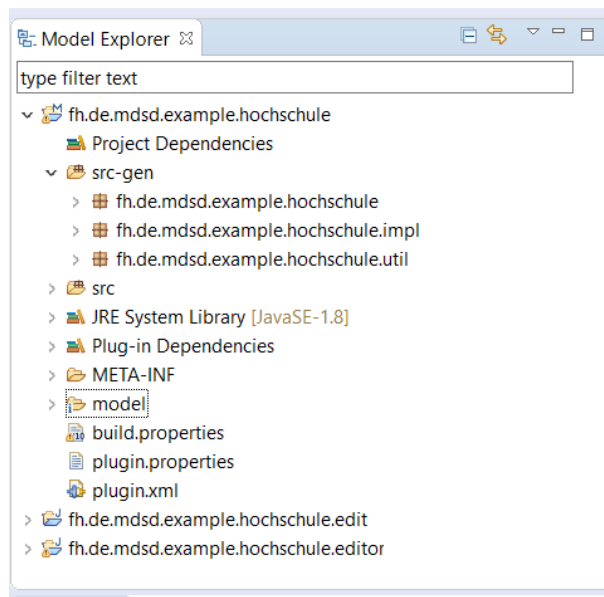 Model Explorer
type filter text
fh.de.mdsd.example.hochschule
Project Dependencies
src-gen
fh.de.mdsd.example.hochschule
fh.de.mdsd.example.hochschule.impl
fh.de.mdsd.example.hochschule.util
src
JRE System Library [JavaSE-1.8]
Plug-in Dependencies
META-INF
model
build.properties
plugin.properties
plugin.xml
fh.de.mdsd.example.hochschule.edit
fh.de.mdsd.example.hochschule.editor